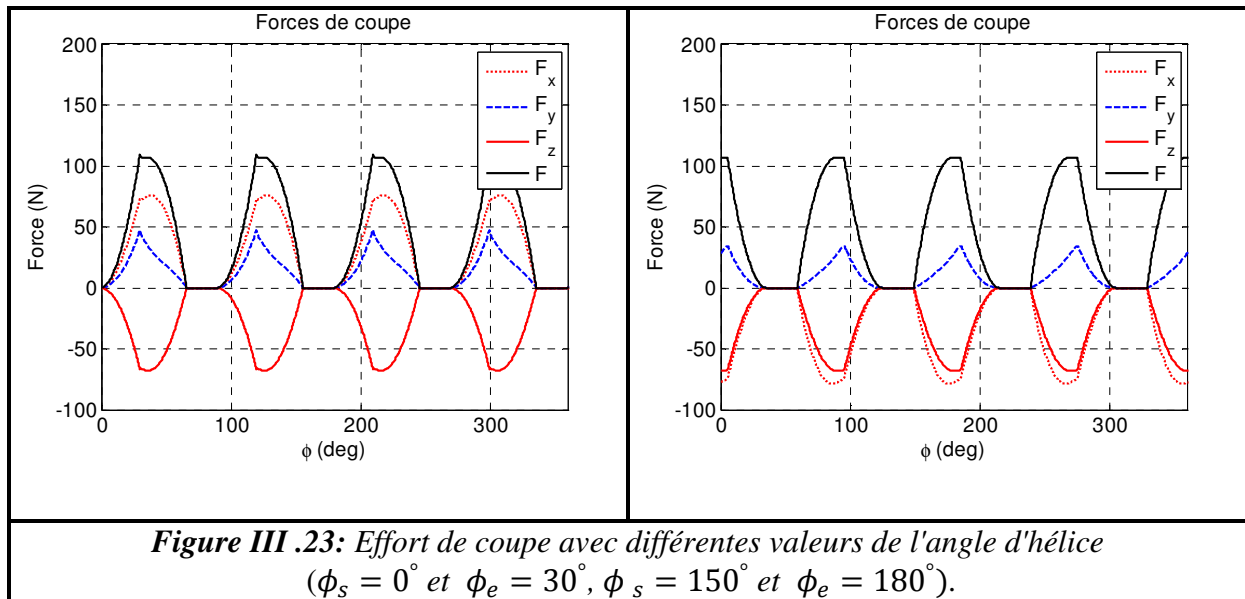 Forces de coupe
200
150
100
50
0
-50
-100
Force (N)
0
100
200
300
ϕ (deg)
F_x
F_y
F_z
F
Forces de coupe
200
150
100
50
0
-50
-100
Force (N)
0
100
200
300
ϕ (deg)
F_x
F_y
F_z
F
Figure III .23: Effort de coupe avec différentes valeurs de l'angle d'hélice
(ϕ_s = 0° et ϕ_e = 30°, ϕ_s = 150° et ϕ_e = 180°).